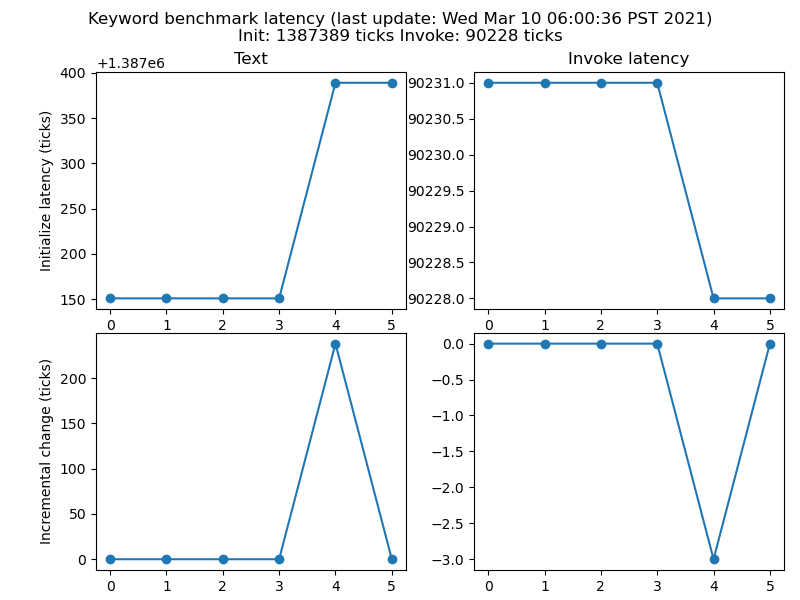 Keyword benchmark latency (last update: Wed Mar 10 06:00:36 PST 2021)
Init: 1387389 ticks Invoke: 90228 ticks
Text
Invoke latency
+1.387e6
Initialize latency (ticks)
400
350
300
250
200
150
0 1 2 3 4 5
90231.0
90230.5
90230.0
90229.5
90229.0
90228.5
90228.0
0 1 2 3 4 5
Incremental change (ticks)
200
150
100
50
0
0 1 2 3 4 5
0.0
−0.5
−1.0
−1.5
−2.0
−2.5
−3.0
0 1 2 3 4 5